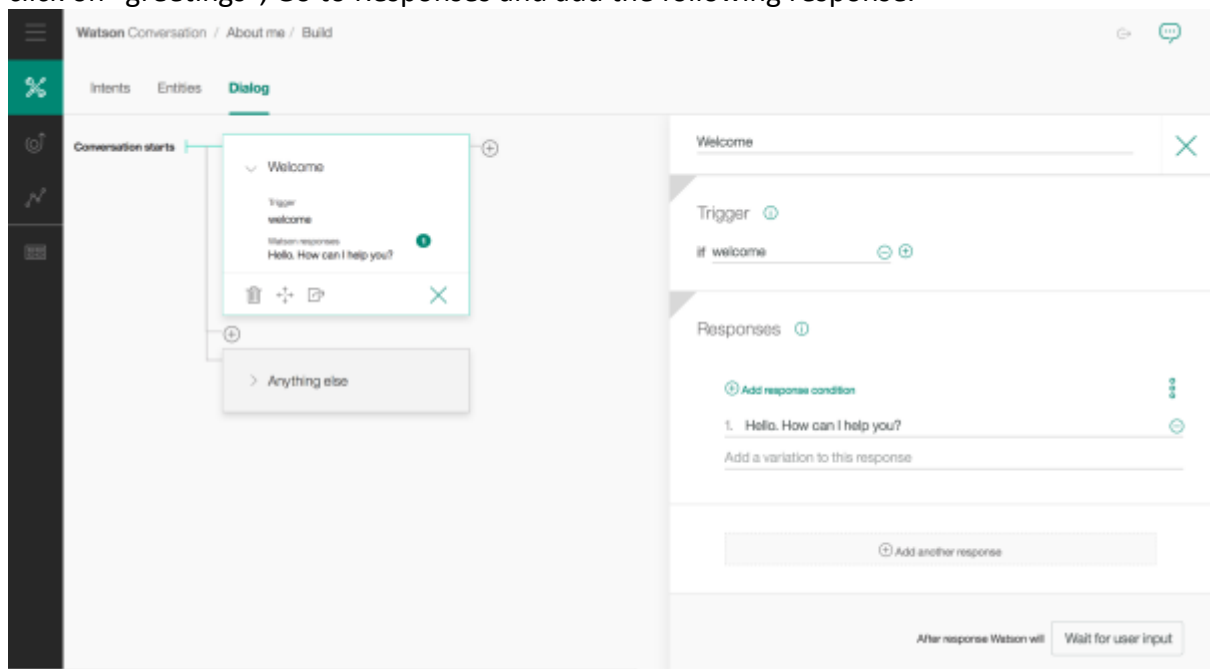 click on "greetings", Go to Responses and add the following response:
Watson Conversation / About me / Build
Intents Entities Dialog
Conversation starts
Welcome
Trigger
welcome
Watson responses
1
Hello. How can I help you?
Anything else
Welcome
Trigger
if welcome
Responses
Add response condition
1. Hello. How can I help you?
Add a variation to this response
Add another response
After response Watson will Wait for user input